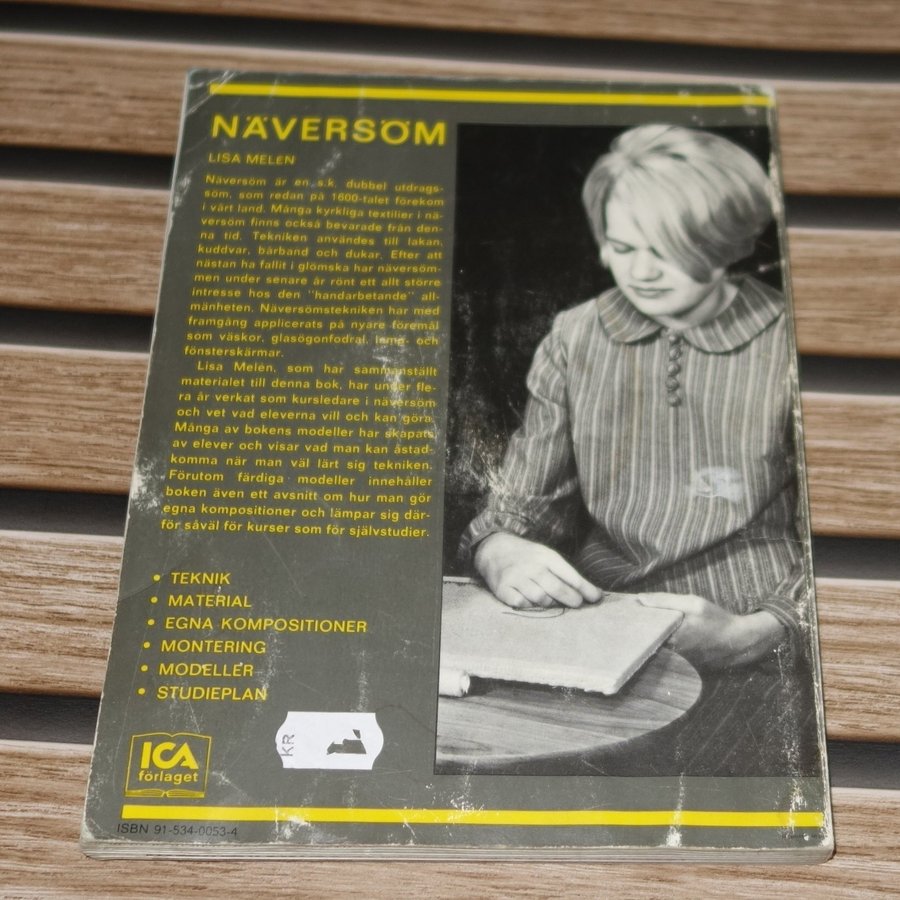 NÄVERSÖM
LISA MELEN
Näversöm är en s.k. dubbel utdrags-
söm, som redan på 1600-talet förekom
i vårt land. Många kyrkliga textilier i nä-
versöm finns också bevarade från den-
na tid. Tekniken användes till lakan,
kuddvar, bårband och dukar. Efter att
nästan ha fallit i glömska har näversöm-
men under senare år rönt ett allt större
intresse hos den "handarbetande" all-
mänheten. Näversömstekniken har med
framgång applicerats på nyare föremål
som väskor, glasögonfodral, lamp- och
fönsterskärmar.
Lisa Melen, som har sammanställt
materialet till denna bok, har under fle-
ra år verkat som kursledare i näversöm
och vet vad eleverna vill och kan göra.
Många av bokens modeller har skapats
av elever och visar vad man kan åstad-
komma när man väl lärt sig tekniken.
Förutom färdiga modeller innehåller
boken även ett avsnitt om hur man gör
egna kompositioner och lämpar sig där-
för såväl för kurser som för självstudier.
• TEKNIK
• MATERIAL
• EGNA KOMPOSITIONER
• MONTERING
• MODELLER
• STUDIEPLAN
KR
ICA
förlaget
ISBN 91-534-0053-4